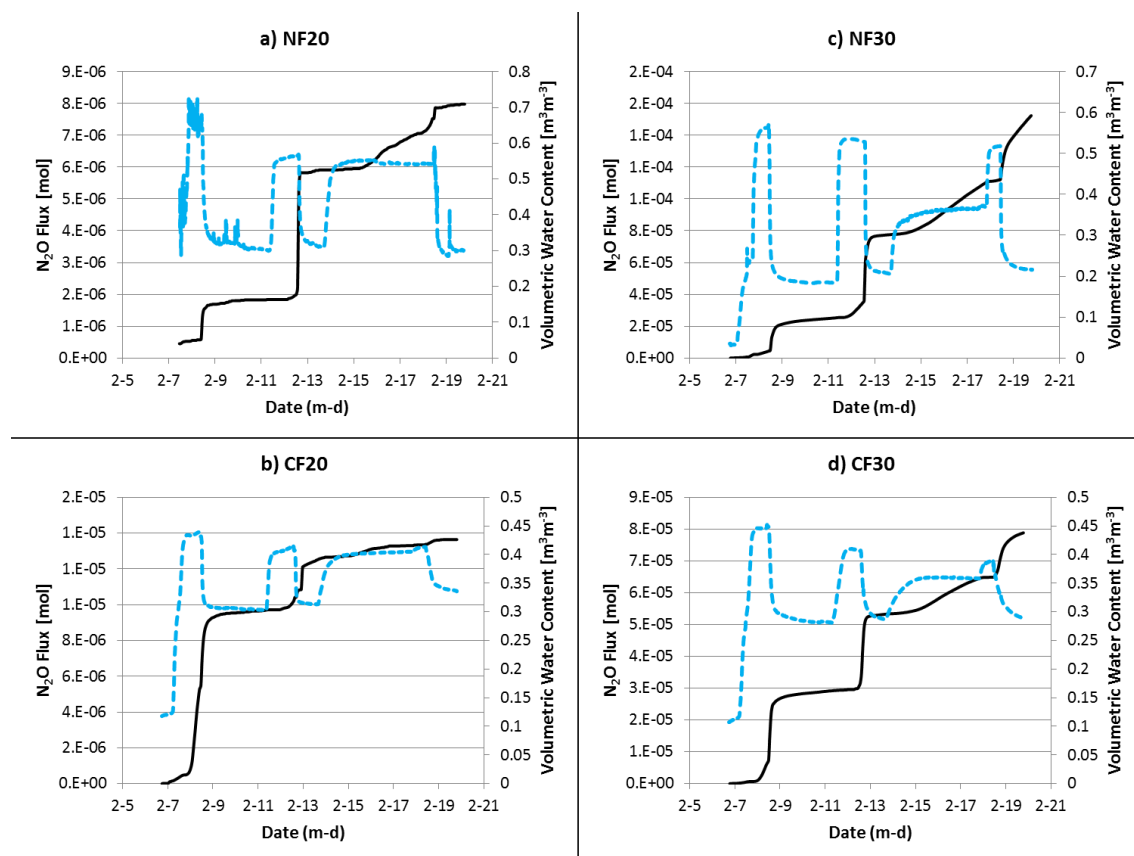 a) NF20
9.E-06
8.E-06
7.E-06
6.E-06
5.E-06
4.E-06
3.E-06
2.E-06
1.E-06
0.E+00
0.8
0.7
0.6
0.5
0.4
0.3
0.2
0.1
0
2-5 2-7 2-9 2-11 2-13 2-15 2-17 2-19 2-21
N₂O Flux [mol]
Volumetric Water Content [m³m⁻³]
Date (m-d)
c) NF30
2.E-04
2.E-04
1.E-04
1.E-04
1.E-04
8.E-05
6.E-05
4.E-05
2.E-05
0.E+00
0.7
0.6
0.5
0.4
0.3
0.2
0.1
0
2-5 2-7 2-9 2-11 2-13 2-15 2-17 2-19 2-21
N₂O Flux [mol]
Volumetric Water Content [m³m⁻³]
Date (m-d)
b) CF20
2.E-05
1.E-05
1.E-05
1.E-05
8.E-06
6.E-06
4.E-06
2.E-06
0.E+00
0.5
0.45
0.4
0.35
0.3
0.25
0.2
0.15
0.1
0.05
0
2-5 2-7 2-9 2-11 2-13 2-15 2-17 2-19 2-21
N₂O Flux [mol]
Volumetric Water Content [m³m⁻³]
Date (m-d)
d) CF30
9.E-05
8.E-05
7.E-05
6.E-05
5.E-05
4.E-05
3.E-05
2.E-05
1.E-05
0.E+00
0.5
0.45
0.4
0.35
0.3
0.25
0.2
0.15
0.1
0.05
0
2-5 2-7 2-9 2-11 2-13 2-15 2-17 2-19 2-21
N₂O Flux [mol]
Volumetric Water Content [m³m⁻³]
Date (m-d)